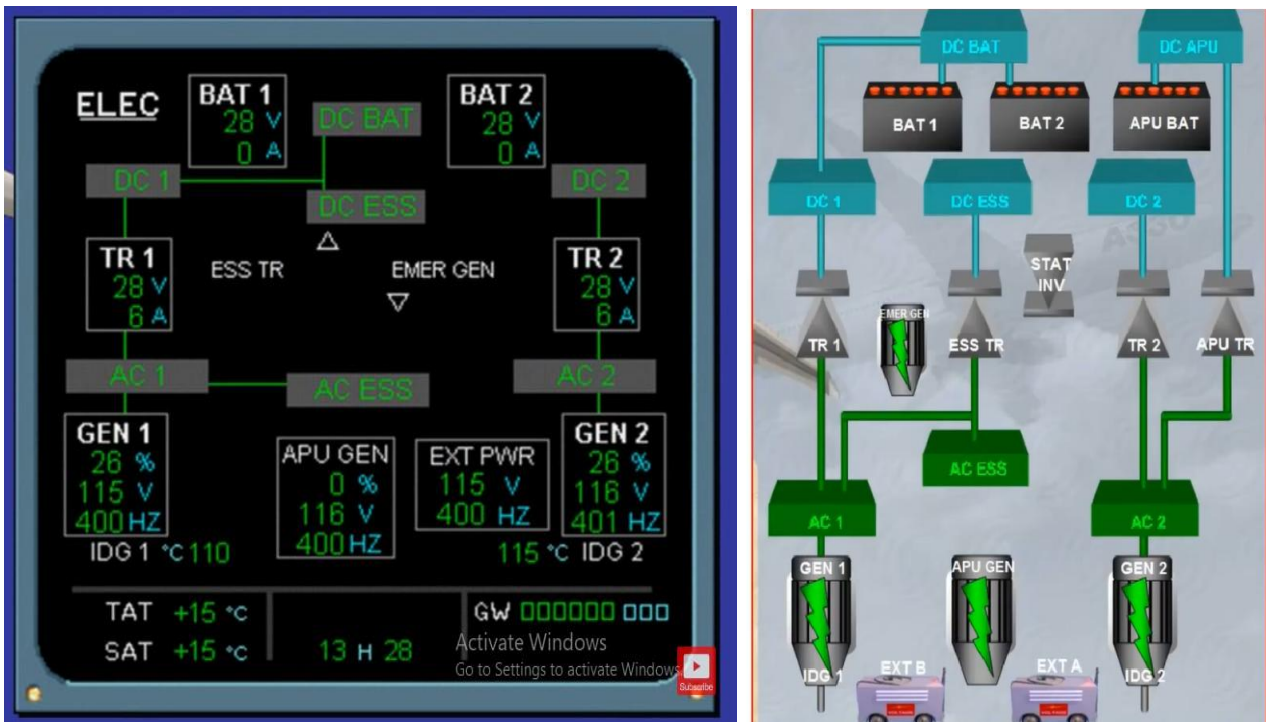 ELEC
BAT 1
28 V
0 A
DC BAT
BAT 2
28 V
0 A
DC 1
DC ESS
DC 2
TR 1
28 V
6 A
ESS TR
EMER GEN
TR 2
28 V
6 A
AC 1
AC ESS
AC 2
GEN 1
26 %
115 V
400 HZ
APU GEN
0 %
116 V
400 HZ
EXT PWR
115 V
400 HZ
GEN 2
26 %
116 V
401 HZ
IDG 1 °C 110
115 °C IDG 2
TAT +15 °C
SAT +15 °C
13 H 28
GW
Activate Windows
Go to Settings to activate Windows.
Subscribe
DC BAT
DC APU
BAT 1
BAT 2
APU BAT
DC 1
DC ESS
DC 2
A330
STAT
INV
EMER GEN
TR 1
ESS TR
TR 2
APU TR
AC ESS
AC 1
AC 2
GEN 1
APU GEN
GEN 2
IDG 1
EXT B
EXT A
IDG 2